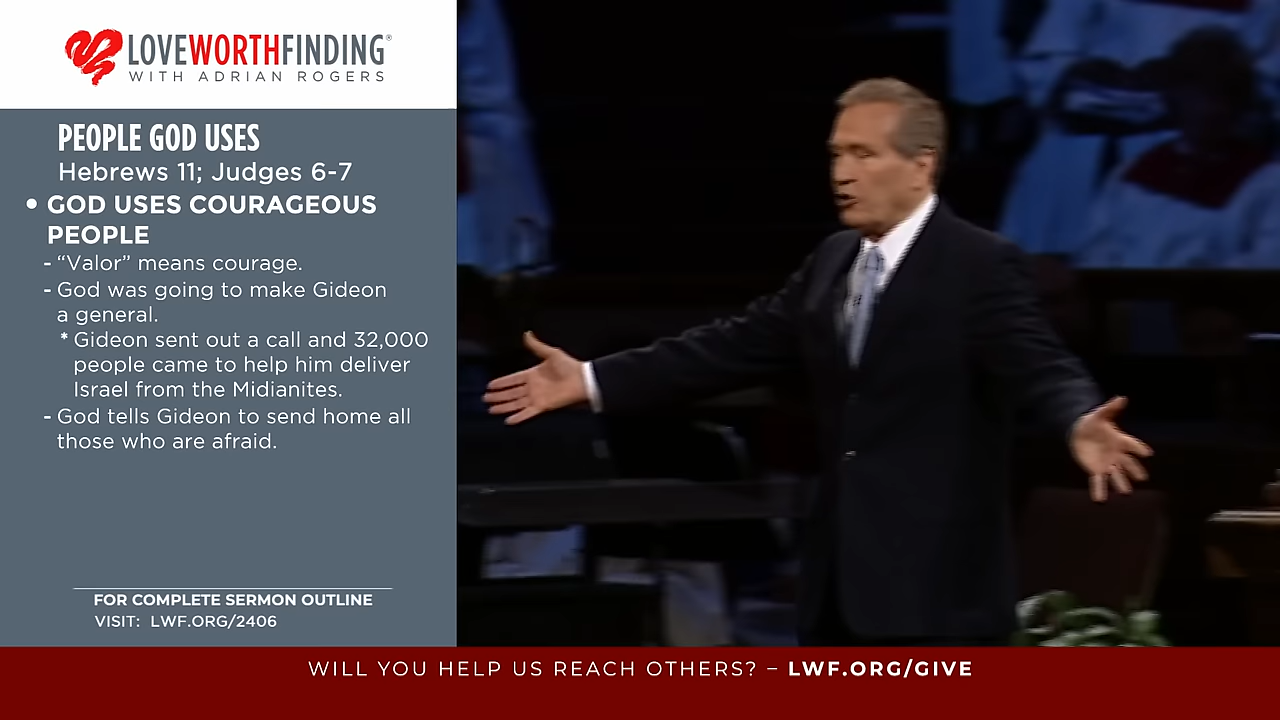 LOVEWORTHFINDING®
WITH ADRIAN ROGERS
PEOPLE GOD USES
Hebrews 11; Judges 6-7
• GOD USES COURAGEOUS
PEOPLE
- “Valor” means courage.
- God was going to make Gideon
a general.
* Gideon sent out a call and 32,000
people came to help him deliver
Israel from the Midianites.
- God tells Gideon to send home all
those who are afraid.
FOR COMPLETE SERMON OUTLINE
VISIT: LWF.ORG/2406
WILL YOU HELP US REACH OTHERS? – LWF.ORG/GIVE